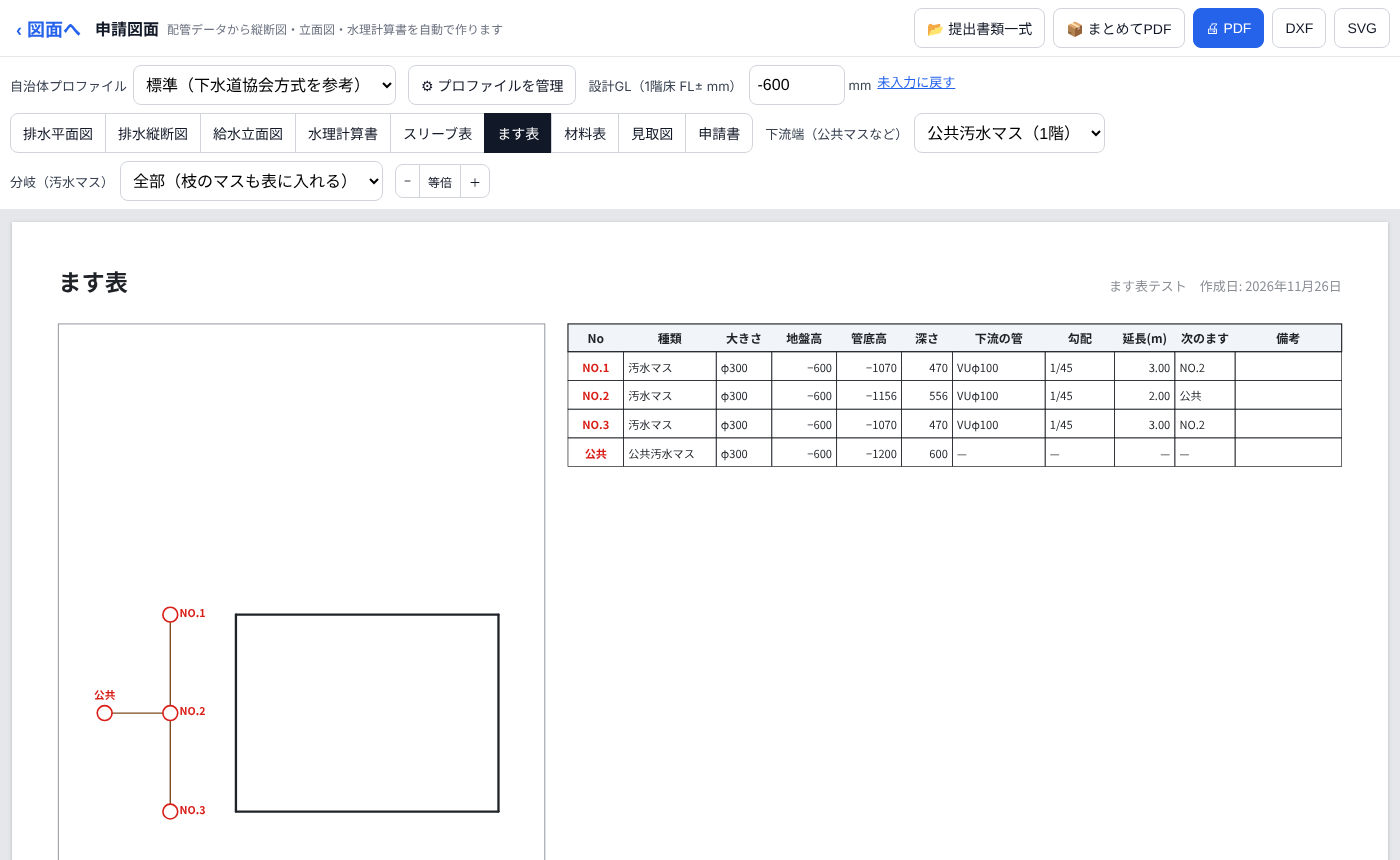 ‹ 図面へ 申請図面 配管データから縦断図・立面図・水理計算書を自動で作ります 📂 提出書類一式 📦 まとめてPDF 🖨 PDF DXF SVG
自治体プロファイル 標準（下水道協会方式を参考） ⚙ プロファイルを管理 設計GL（1階床 FL± mm） -600 mm 未入力に戻す
排水平面図 排水縦断図 給水立面図 水理計算書 スリーブ表 ます表 材料表 見取図 申請書 下流端（公共マスなど） 公共汚水マス（1階）
分岐（汚水マス） 全部（枝のマスも表に入れる） − 等倍 ＋
ます表
ます表テスト 作成日: 2026年11月26日
No 種類 大きさ 地盤高 管底高 深さ 下流の管 勾配 延長(m) 次のます 備考
NO.1 汚水マス φ300 −600 −1070 470 VUφ100 1/45 3.00 NO.2
NO.2 汚水マス φ300 −600 −1156 556 VUφ100 1/45 2.00 公共
NO.3 汚水マス φ300 −600 −1070 470 VUφ100 1/45 3.00 NO.2
公共 公共汚水マス φ300 −600 −1200 600 — — — —
NO.1
公共
NO.2
NO.3